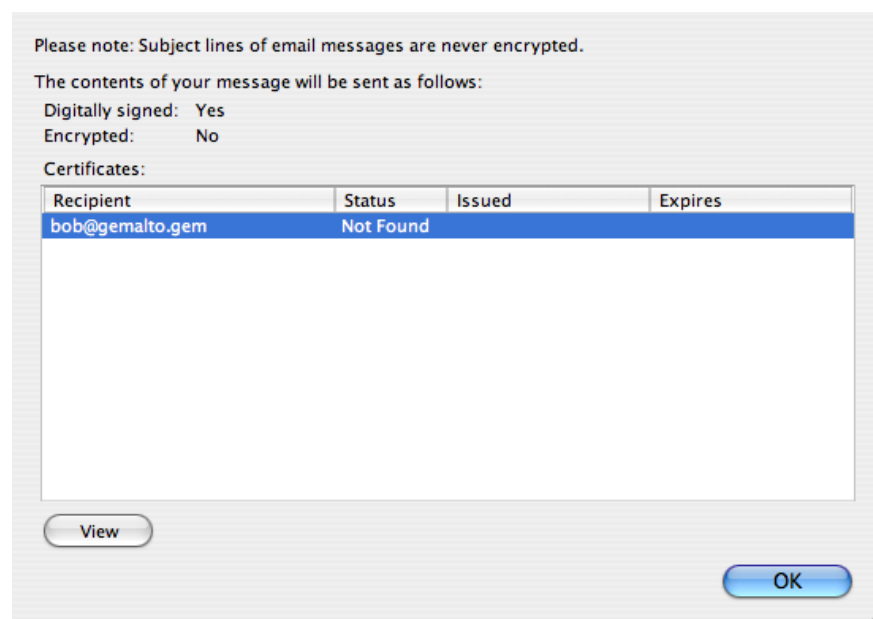 Please note: Subject lines of email messages are never encrypted.
The contents of your message will be sent as follows:
Digitally signed: Yes
Encrypted: No
Certificates:
Recipient Status Issued Expires
bob@gemalto.gem Not Found
View
OK